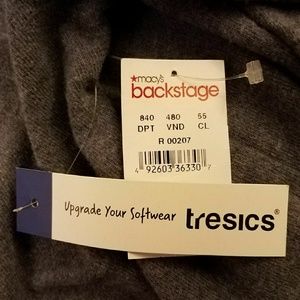 ★macy's
backstage
840 480 55
DPT VND CL
R 00207
4 92603 36330 7
Upgrade Your Softwear tresics®